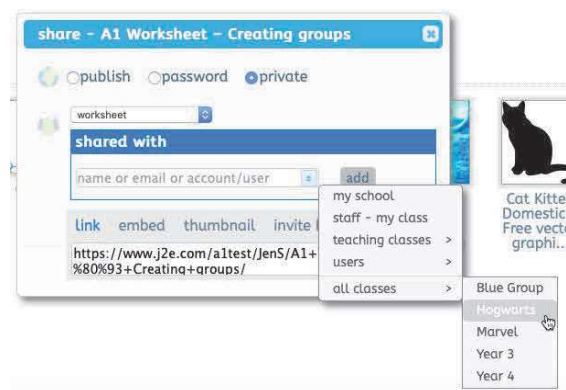 share - A1 Worksheet – Creating groups
publish password private
worksheet
shared with
name or email or account/user add
my school
staff - my class
teaching classes >
users >
all classes >
link embed thumbnail invite
https://www.j2e.com/a1test/JenS/A1+
%80%93+Creating+groups/
Blue Group
Hogwarts
Marvel
Year 3
Year 4
Cat Kitte
Domestic
Free vecto
graphi...